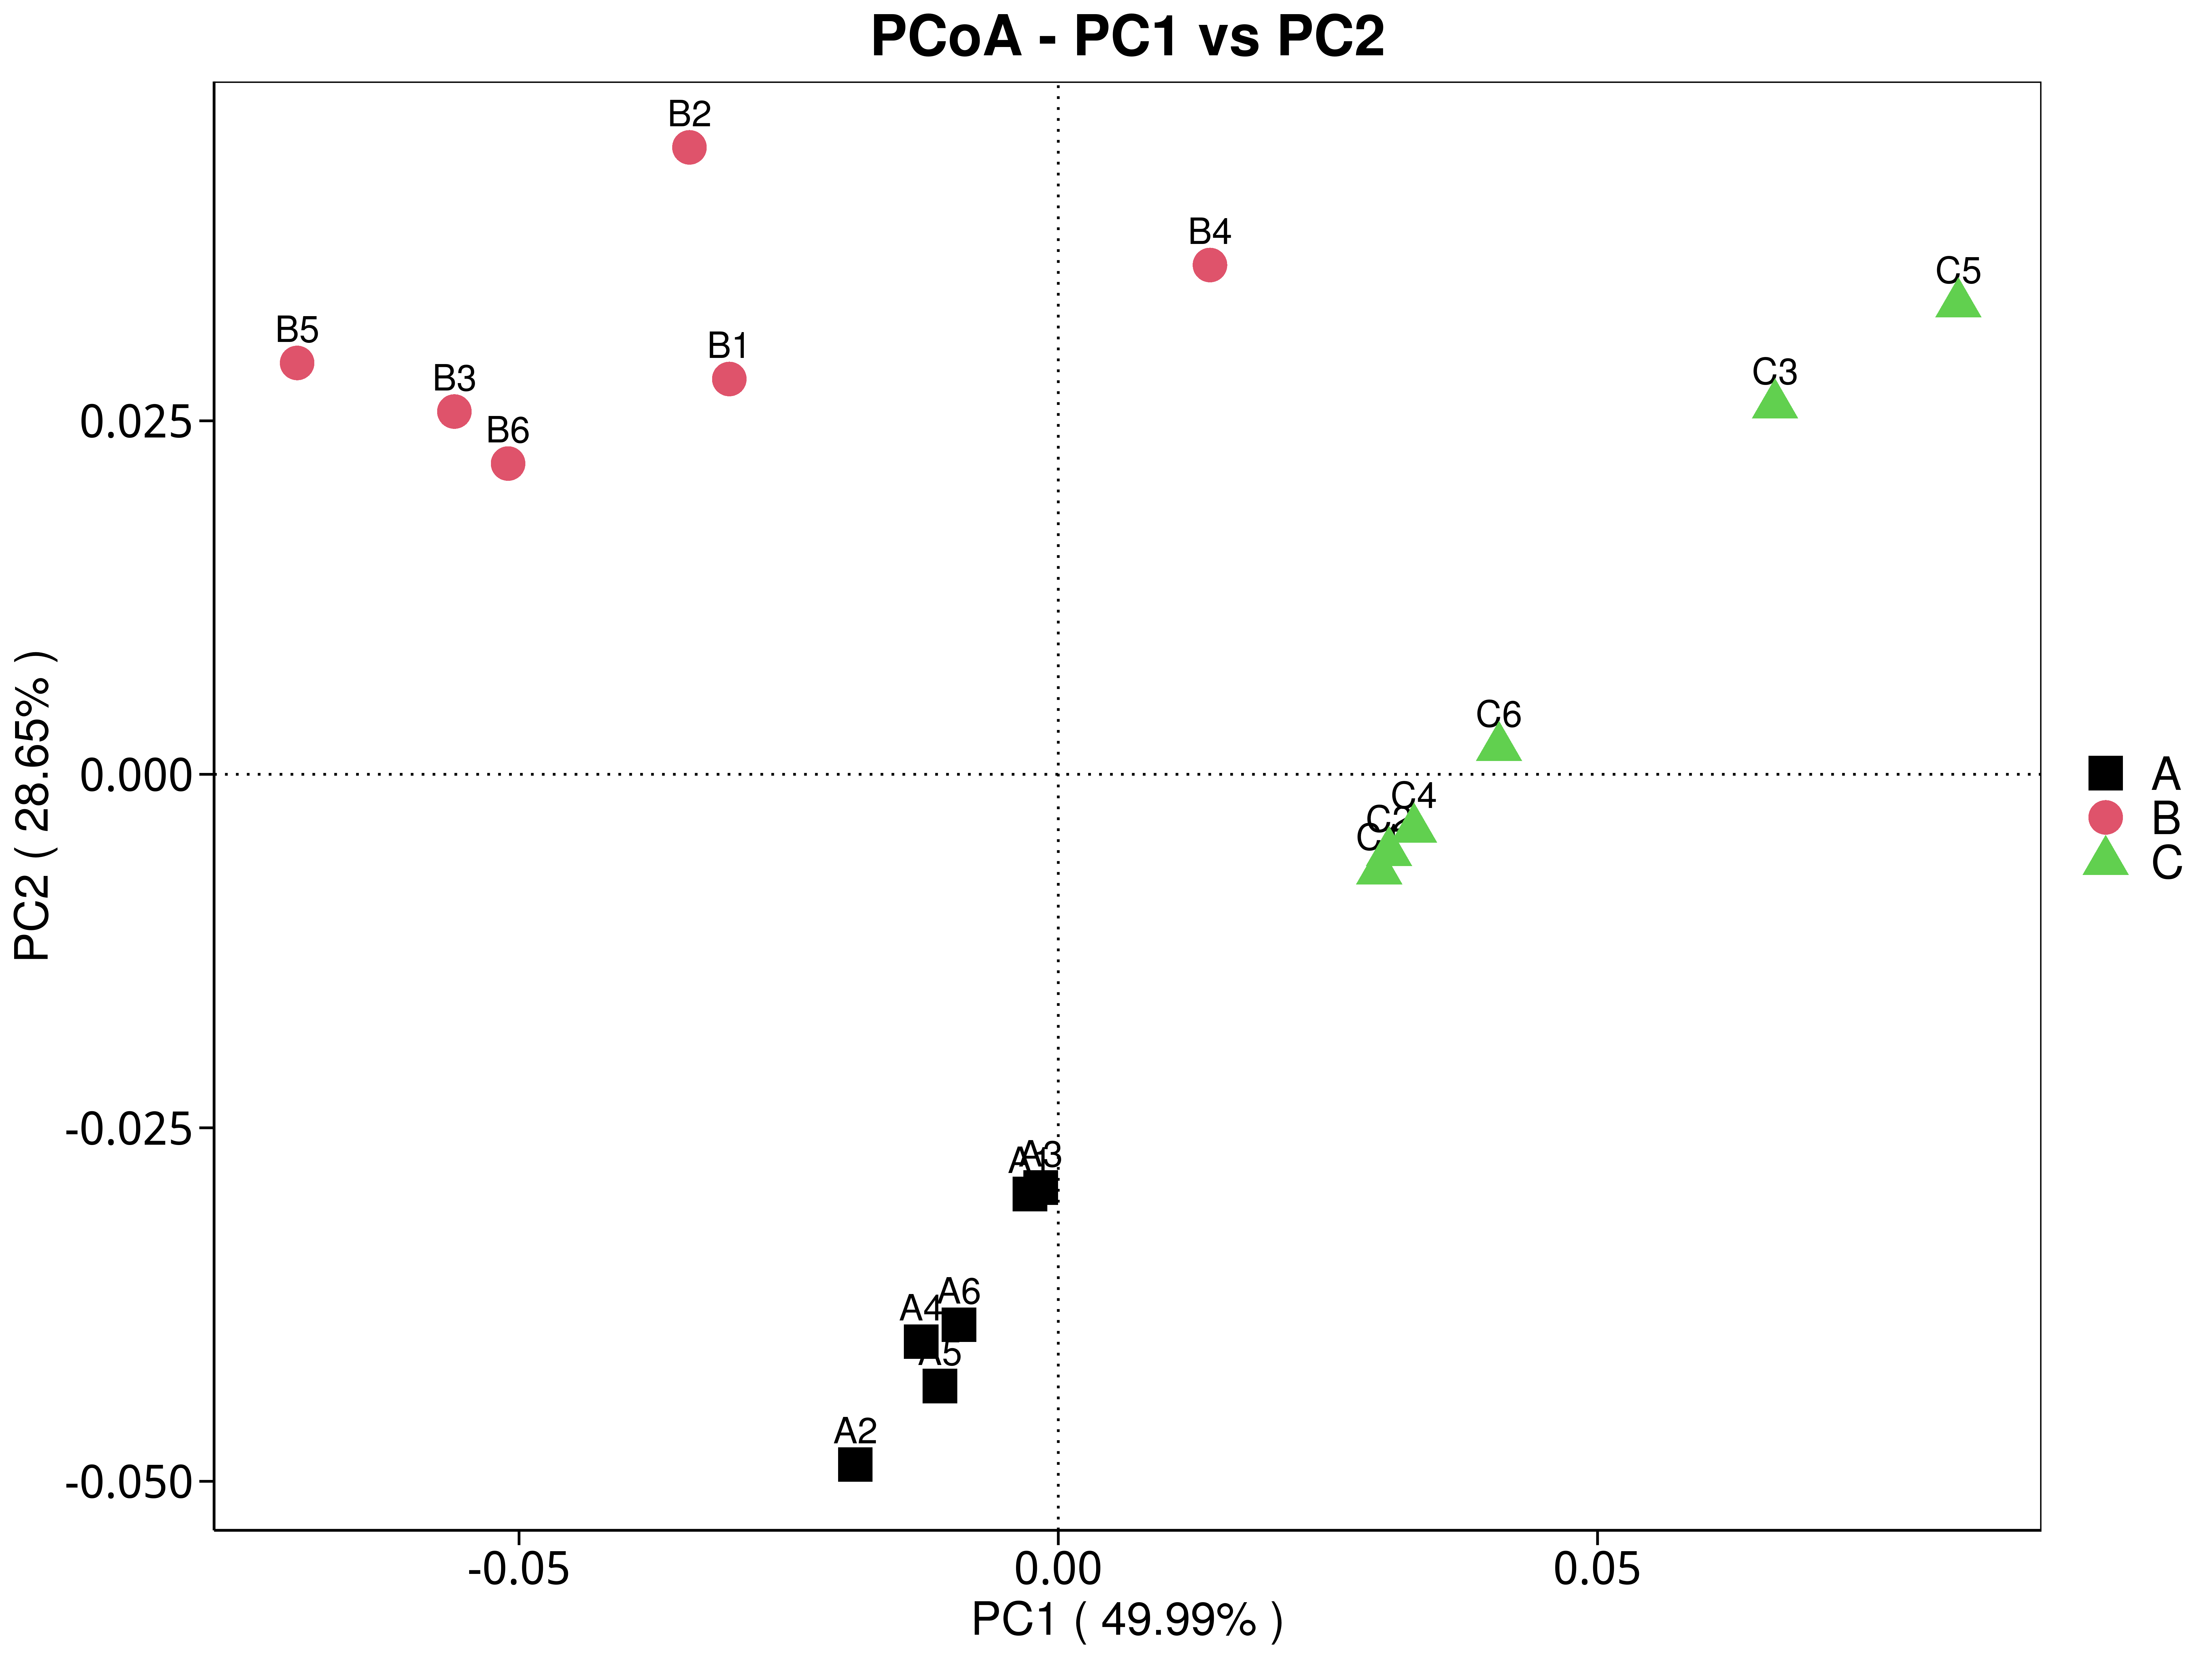 PCoA - PC1 vs PC2
B2
B4
C5
B5
B1
C3
B3
B6
0.025
C6
0.000
C4
C2
A
B
C
PC2 ( 28.65% )
-0.025
A3
A1
A6
A4
A5
A2
-0.050
-0.05
0.00
0.05
PC1 ( 49.99% )